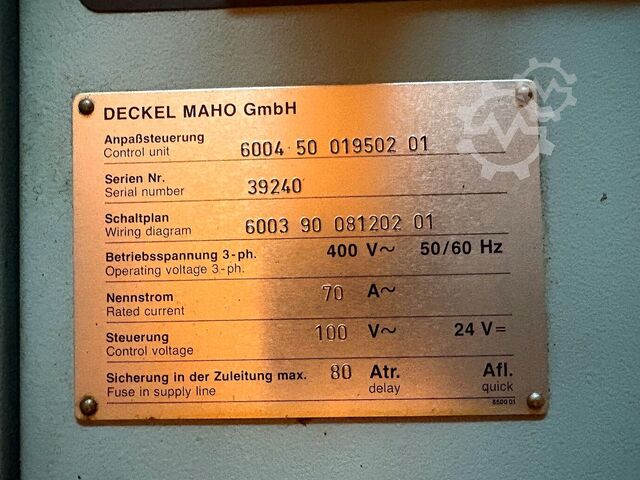 DECKEL MAHO GmbH
Anpaßsteuerung
Control unit 6004 50 019502 01
Serien Nr.
Serial number 39240
Schaltplan
Wiring diagram 6003 90 081202 01
Betriebsspannung 3-ph. 400 V~ 50/60 Hz
Operating voltage 3-ph.
Nennstrom 70 A~
Rated current
Steuerung 100 V~ 24 V=
Control voltage
Sicherung in der Zuleitung max. 80 Atr. Afl.
Fuse in supply line delay quick
8500 01